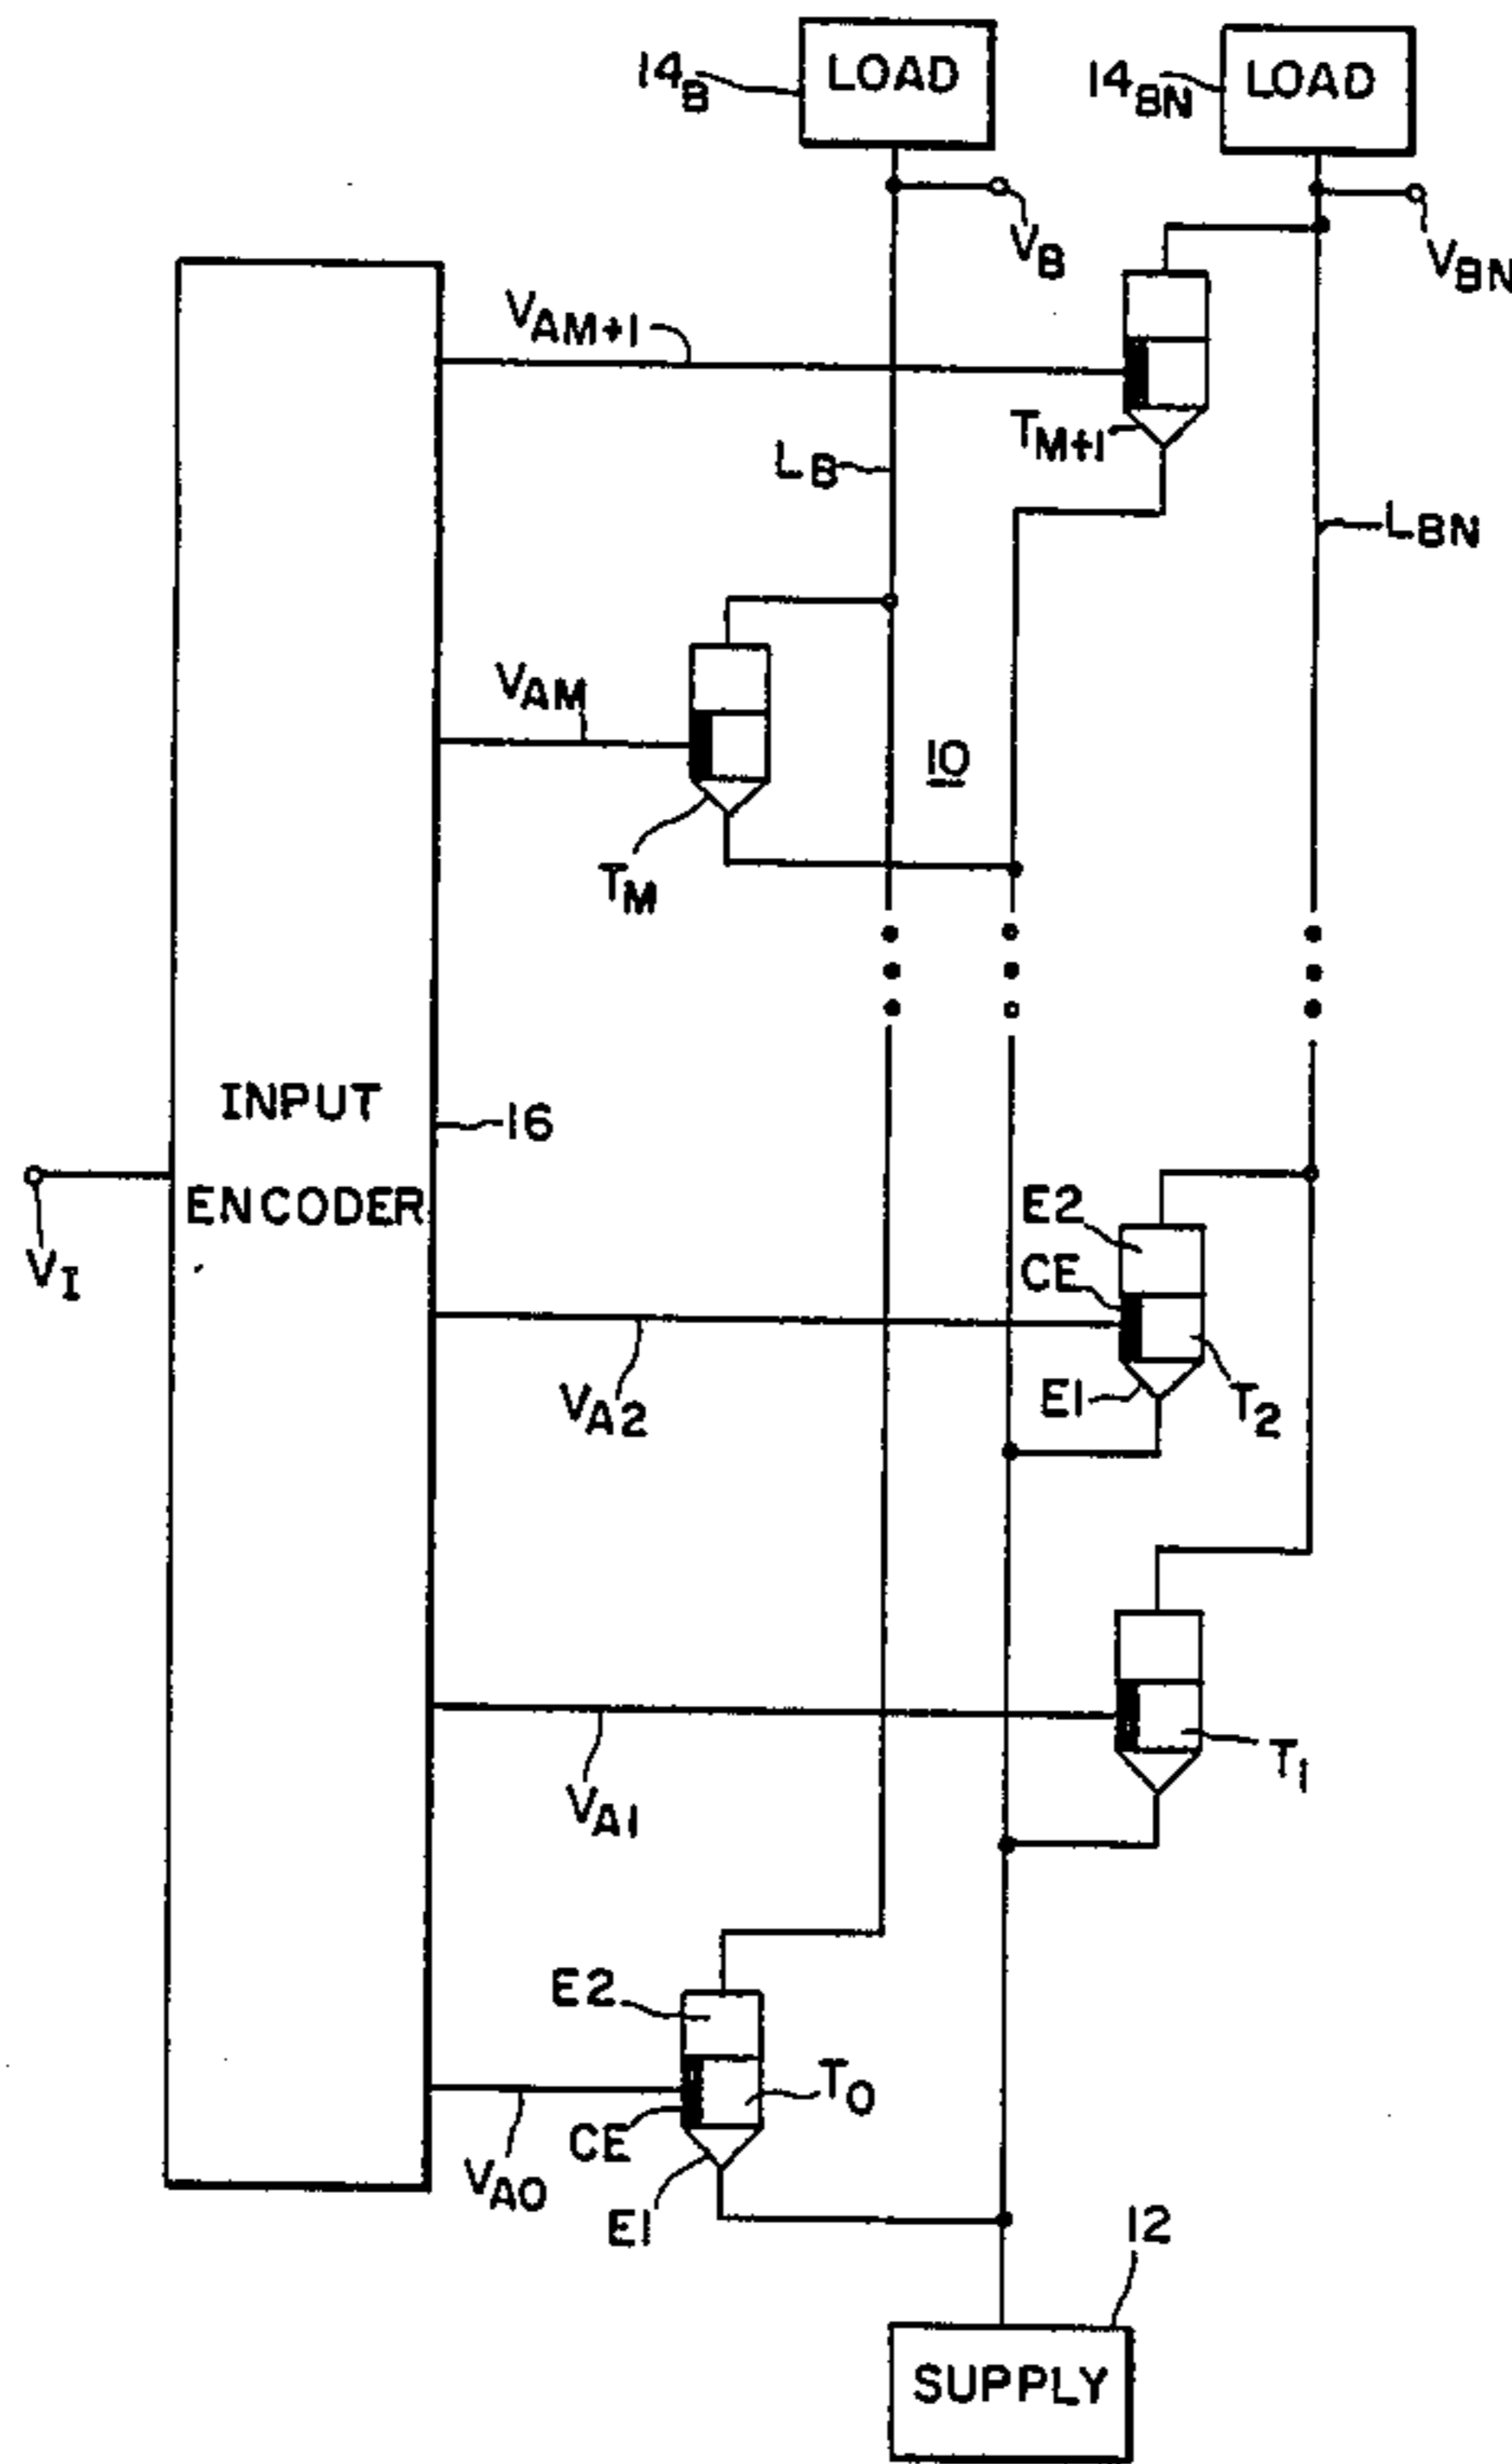 14B LOAD
14BN LOAD
VB
VBN
VAM+1
TM+1
LB
LBN
VAM
10
TM
INPUT
16
ENCODER
VI
E2
CE
VA2
E1
T2
T1
VA1
E2
T0
CE
VA0
E1
12
SUPPLY